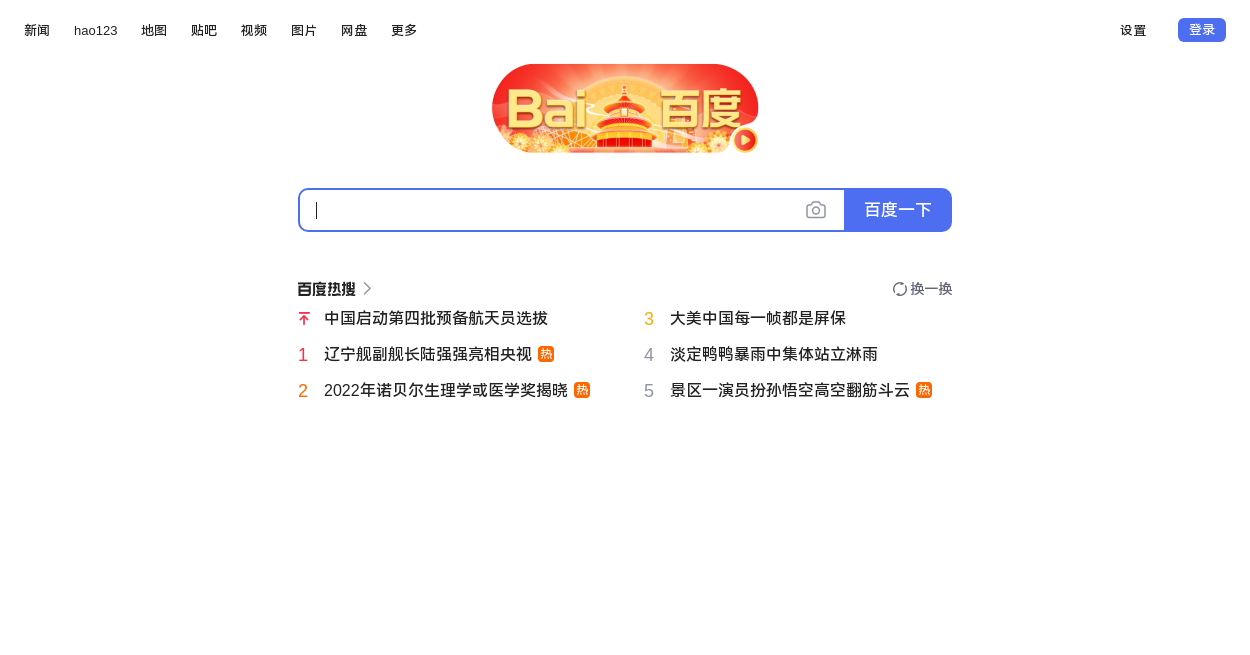 新闻 hao123 地图 贴吧 视频 图片 网盘 更多 设置 登录
Bai 百度
百度一下
百度热搜 换一换
中国启动第四批预备航天员选拔
1 辽宁舰副舰长陆强强亮相央视 热
2 2022年诺贝尔生理学或医学奖揭晓 热
3 大美中国每一帧都是屏保
4 淡定鸭鸭暴雨中集体站立淋雨
5 景区一演员扮孙悟空高空翻筋斗云 热